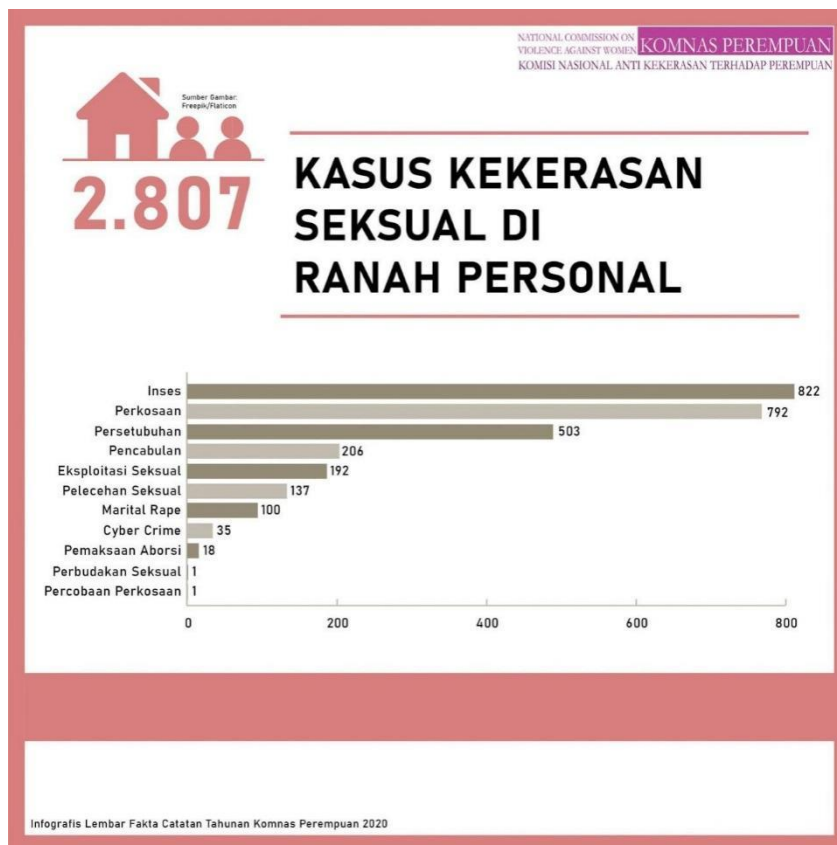 NATIONAL COMMISSION ON
VIOLENCE AGAINST WOMEN
KOMNAS PEREMPUAN
KOMISI NASIONAL ANTI KEKERASAN TERHADAP PEREMPUAN
Sumber Gambar:
Freepik/Flaticon
2.807
KASUS KEKERASAN
SEKSUAL DI
RANAH PERSONAL
Inses 822
Perkosaan 792
Persetubuhan 503
Pencabulan 206
Eksploitasi Seksual 192
Pelecehan Seksual 137
Marital Rape 100
Cyber Crime 35
Pemaksaan Aborsi 18
Perbudakan Seksual 1
Percobaan Perkosaan 1
0 200 400 600 800
Infografis Lembar Fakta Catatan Tahunan Komnas Perempuan 2020